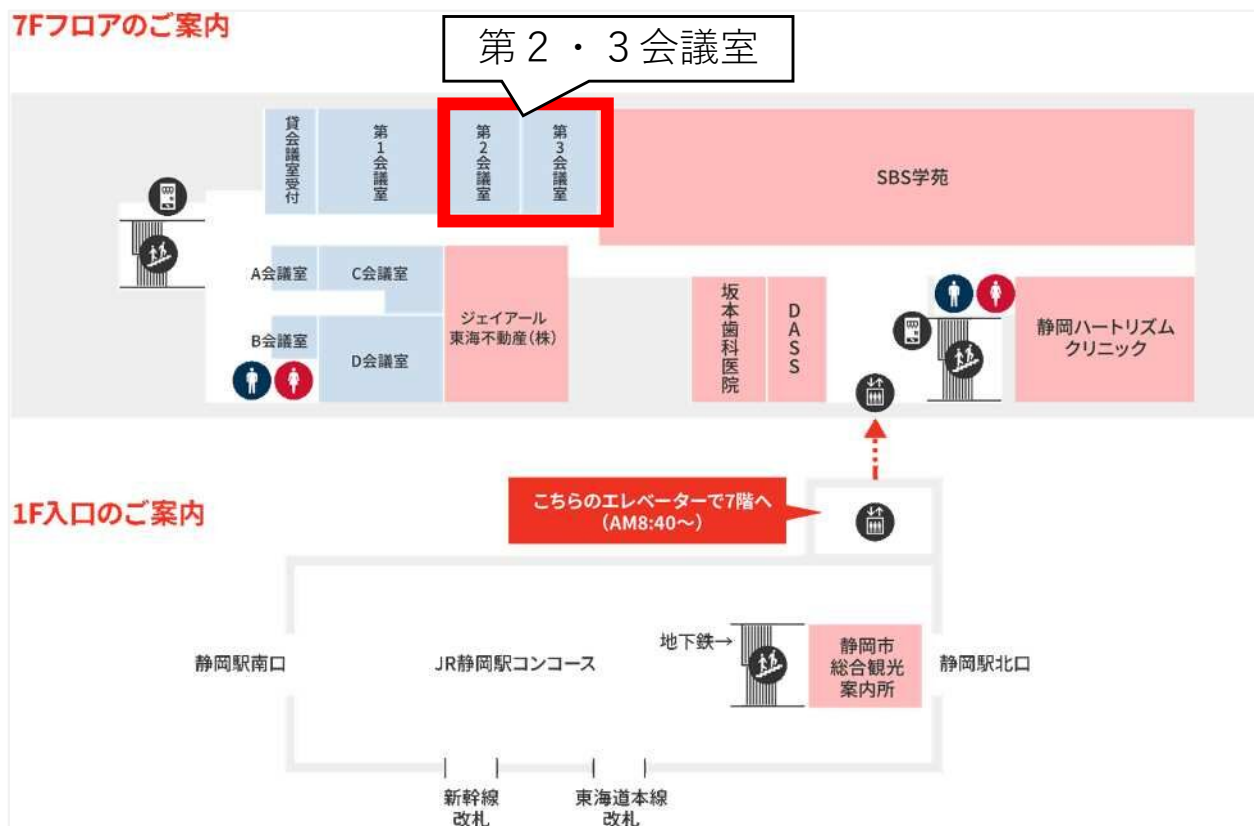 7Fフロアのご案内
第2・3会議室
貸会議室受付
第1会議室
第2会議室
第3会議室
SBS学苑
A会議室
C会議室
B会議室
D会議室
ジェイアール
東海不動産(株)
坂本歯科医院
DASS
静岡ハートリズム
クリニック
1F入口のご案内
こちらのエレベーターで7階へ
(AM8:40～)
静岡駅南口
JR静岡駅コンコース
地下鉄→
静岡市
総合観光
案内所
静岡駅北口
新幹線
改札
東海道本線
改札